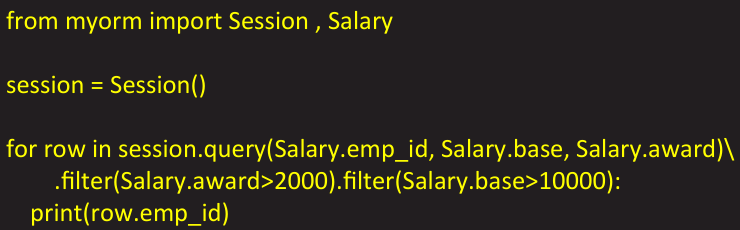 from myorm import Session , Salary
session = Session()
for row in session.query(Salary.emp_id, Salary.base, Salary.award)\
.filter(Salary.award>2000).filter(Salary.base>10000):
print(row.emp_id)